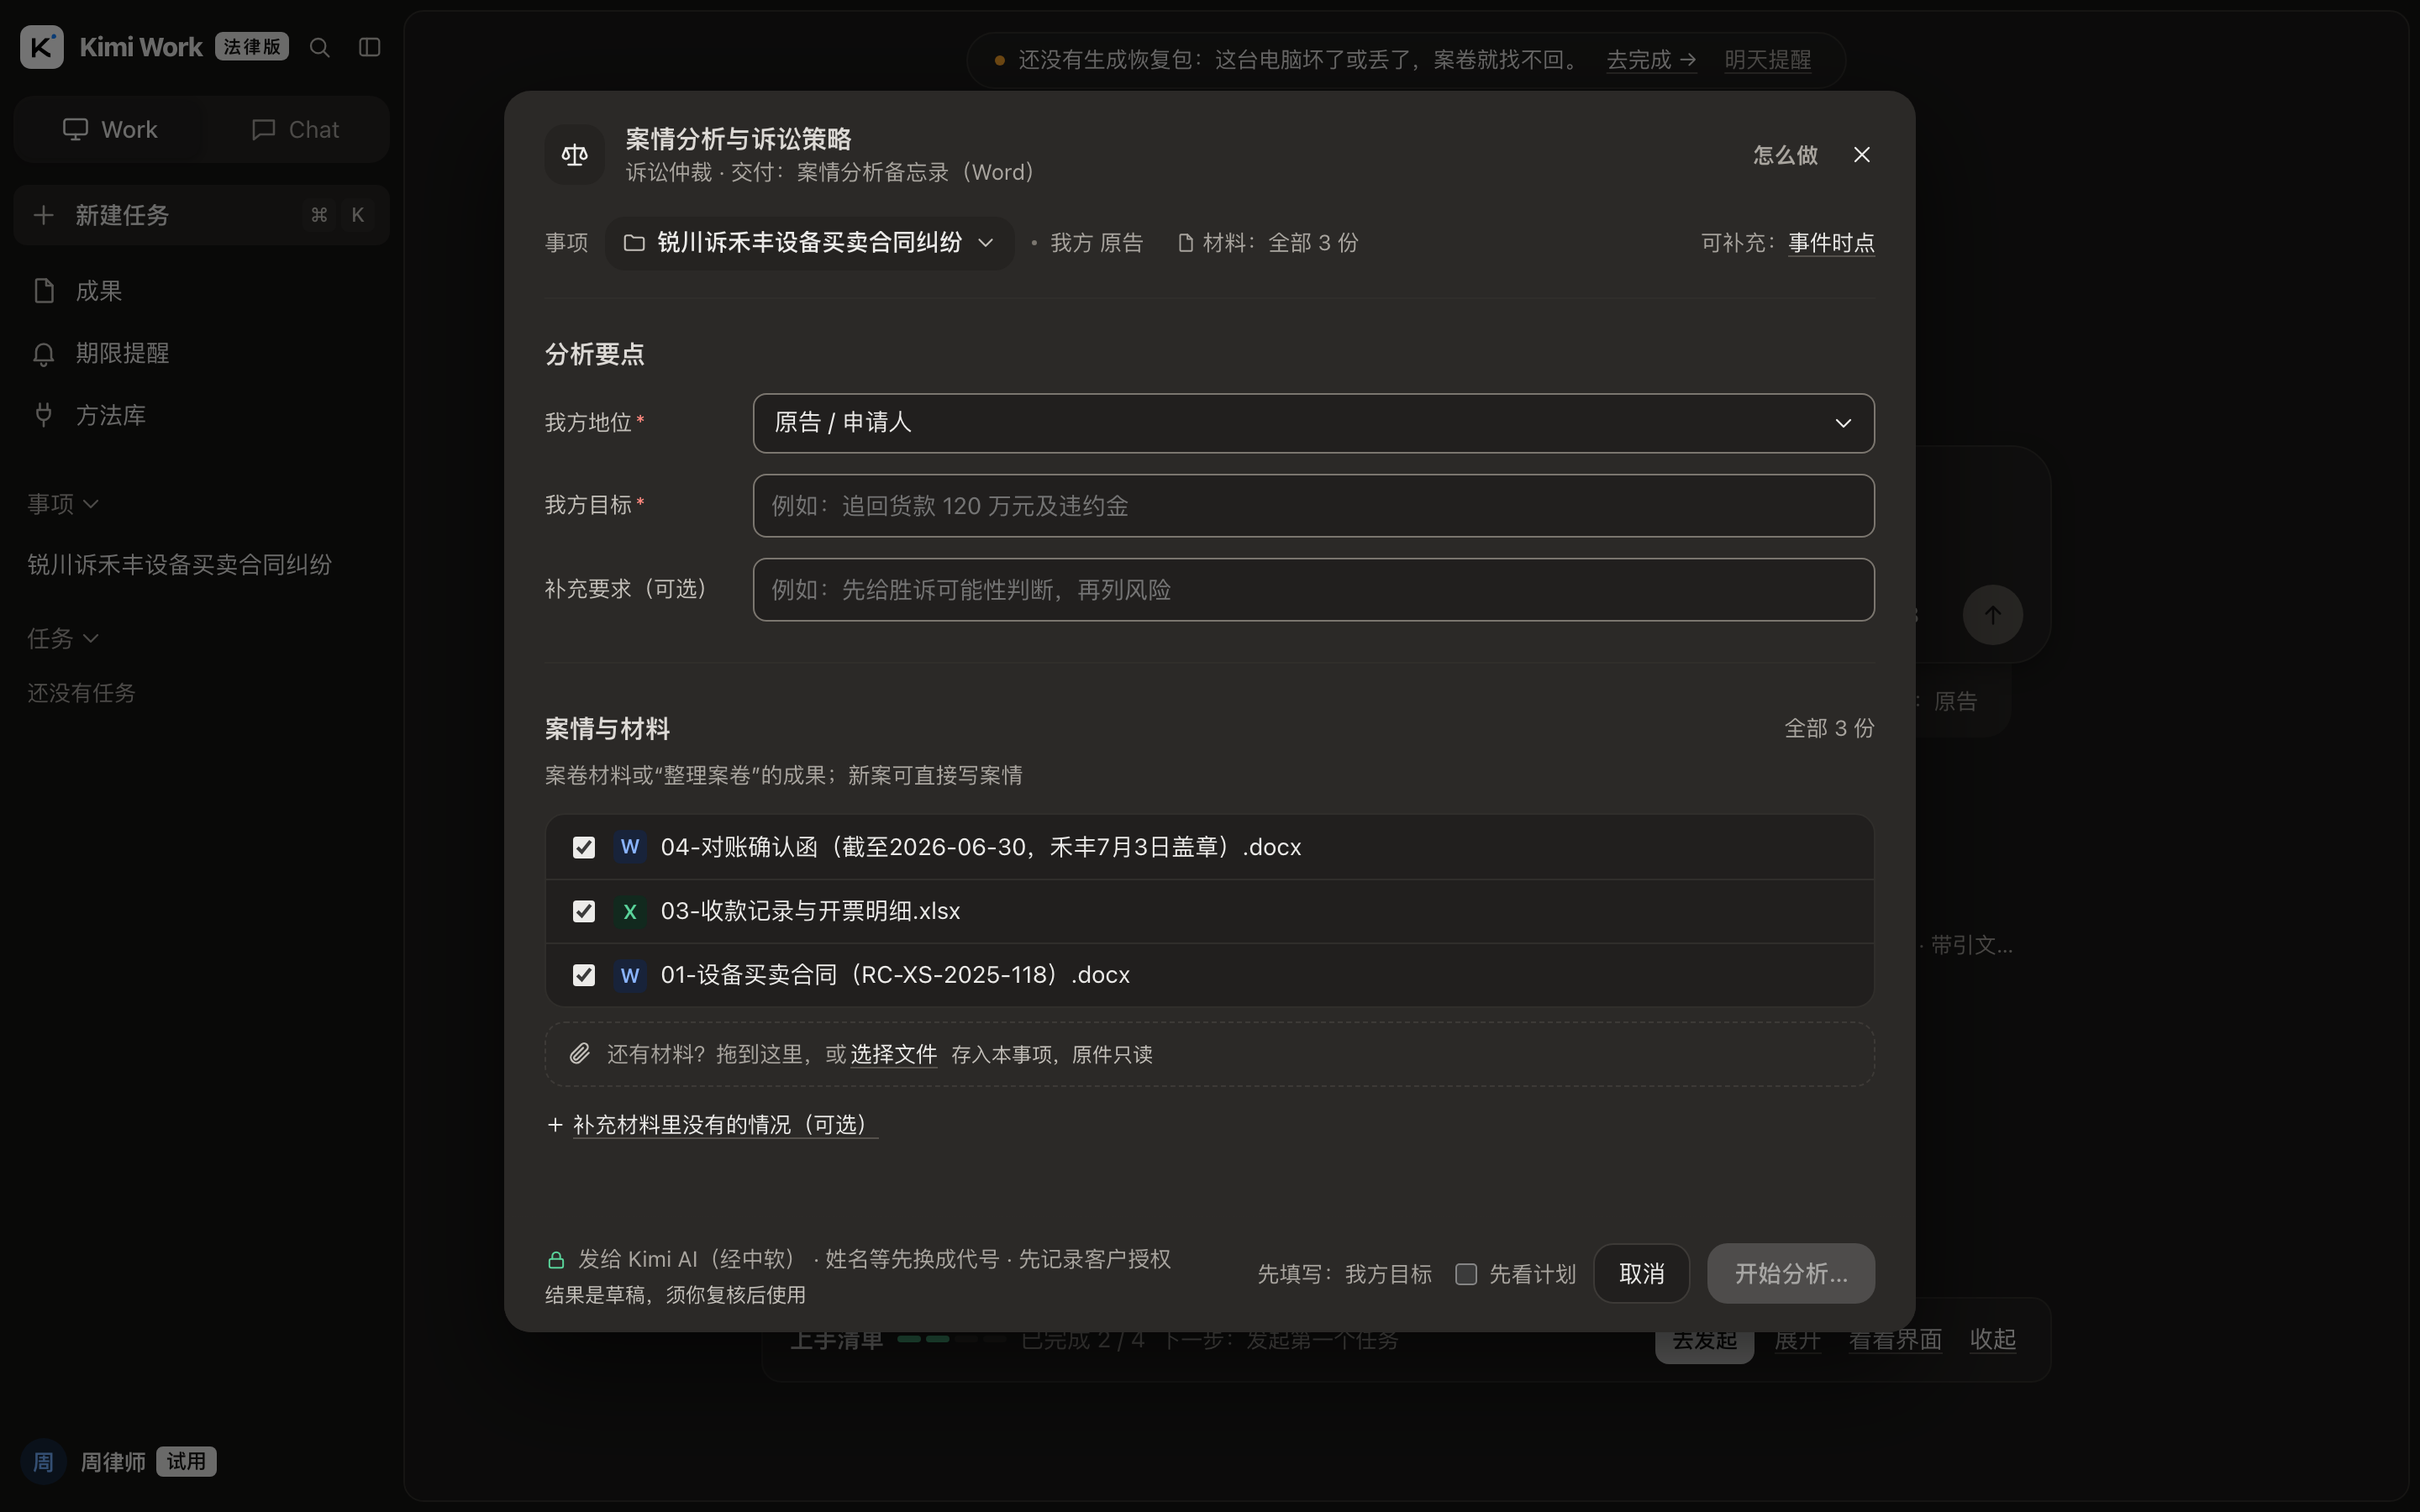 Kimi Work 法律版
Work
Chat
新建任务 ⌘ K
成果
期限提醒
方法库
事项
锐川诉禾丰设备买卖合同纠纷
任务
还没有任务
周 周律师 试用
还没有生成恢复包：这台电脑坏了或丢了，案卷就找不回。 去完成 → 明天提醒
案情分析与诉讼策略
诉讼仲裁 · 交付：案情分析备忘录（Word）
怎么做
事项 锐川诉禾丰设备买卖合同纠纷 • 我方 原告 材料：全部 3 份 可补充：事件时点
分析要点
我方地位* 原告 / 申请人
我方目标* 例如：追回货款 120 万元及违约金
补充要求（可选） 例如：先给胜诉可能性判断，再列风险
：原告
案情与材料 全部 3 份
案卷材料或“整理案卷”的成果；新案可直接写案情
W 04-对账确认函（截至2026-06-30，禾丰7月3日盖章）.docx
X 03-收款记录与开票明细.xlsx
· 带引文...
W 01-设备买卖合同（RC-XS-2025-118）.docx
还有材料？拖到这里，或 选择文件 存入本事项，原件只读
+ 补充材料里没有的情况（可选）
发给 Kimi AI（经中软） · 姓名等先换成代号 · 先记录客户授权
结果是草稿，须你复核后使用
先填写：我方目标 先看计划 取消 开始分析...
上手清单 已完成 2 / 4 下一步：发起第一个任务 去发起 展开 看看界面 收起